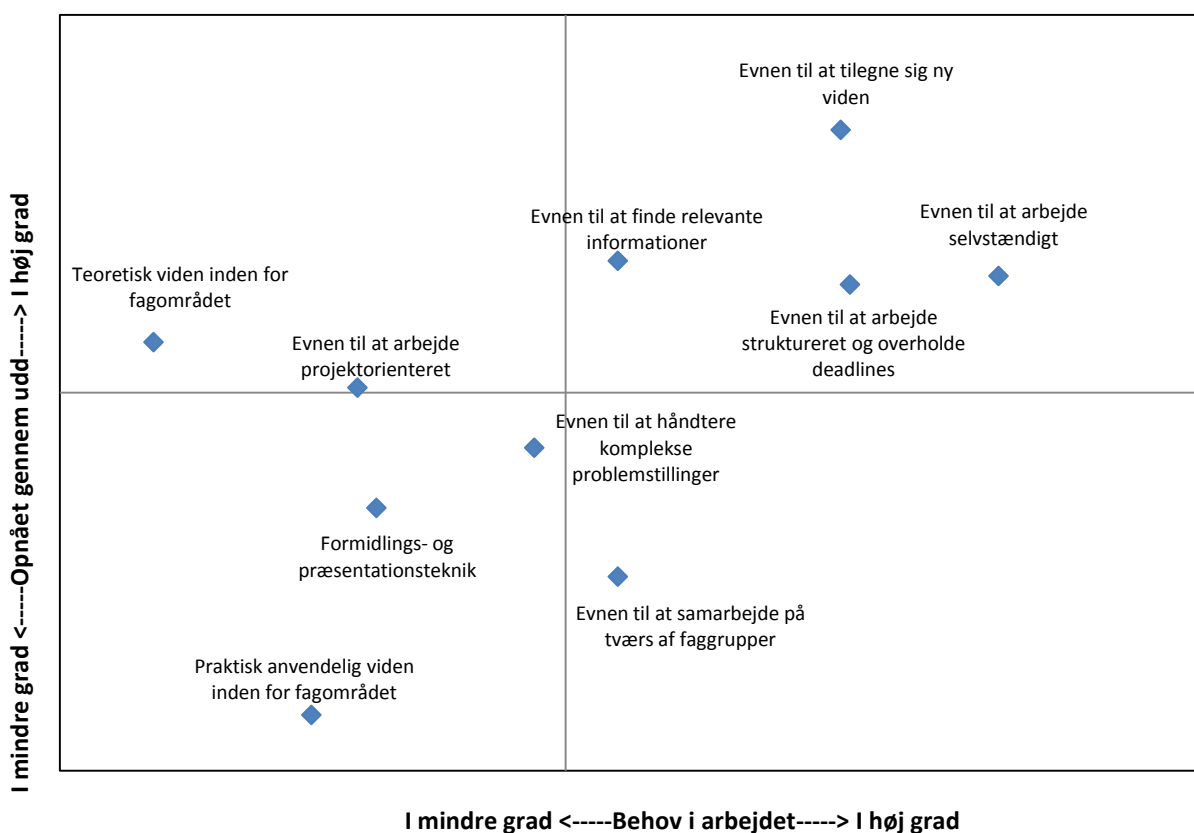 Evnen til at tilegne sig ny
viden
Evnen til at finde relevante
informationer
Evnen til at arbejde
selvstændigt
Teoretisk viden inden for
fagområdet
Evnen til at arbejde
projektorienteret
Evnen til at arbejde
struktureret og overholde
deadlines
Evnen til at håndtere
komplekse
problemstillinger
Formidlings- og
præsentationsteknik
Evnen til at samarbejde på
tværs af faggrupper
Praktisk anvendelig viden
inden for fagområdet
I mindre grad <-----Opnået gennem udd-----> I høj grad
I mindre grad <-----Behov i arbejdet-----> I høj grad